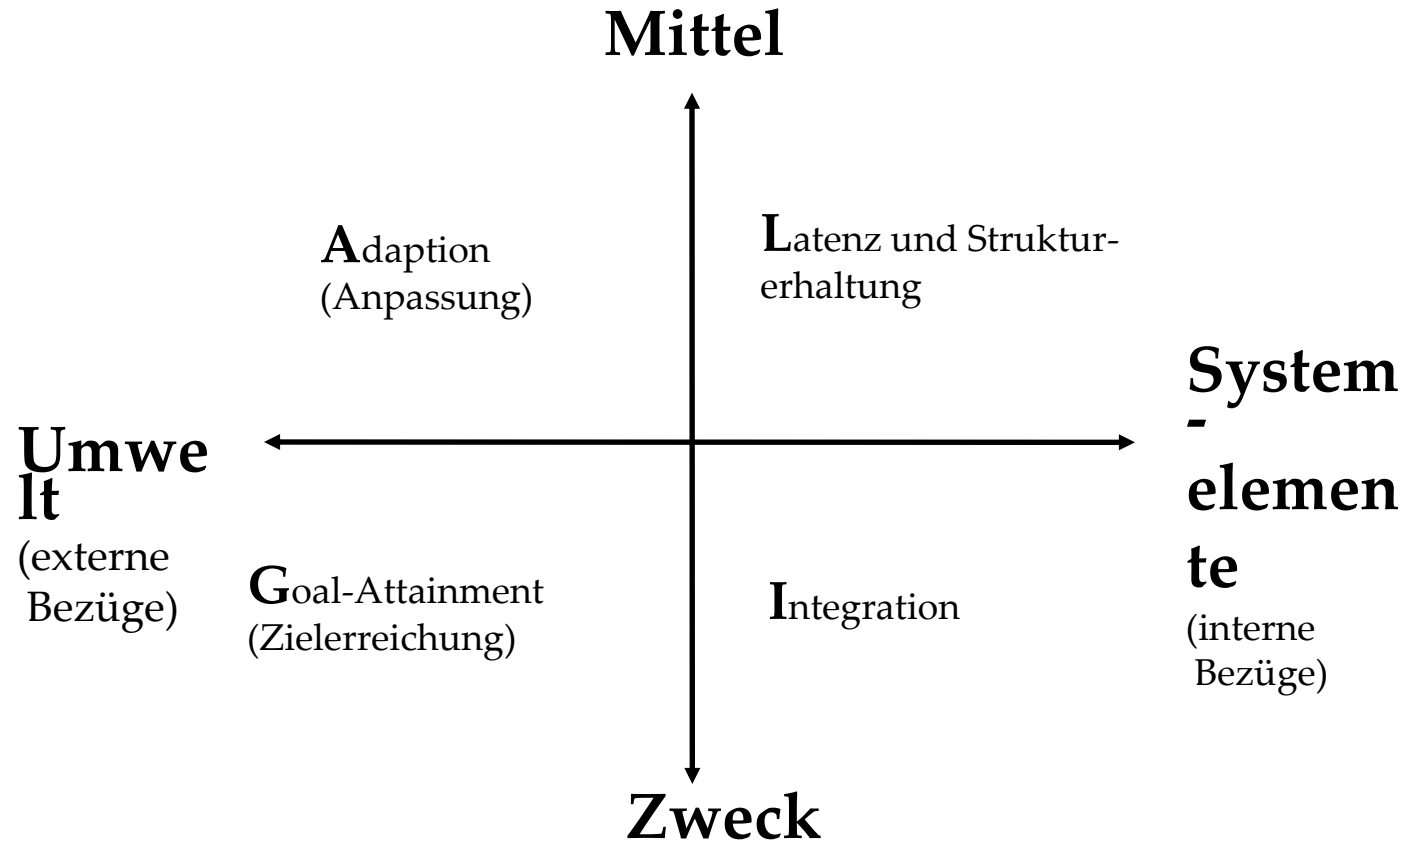 Mittel
Adaption
(Anpassung)
Latenz und Struktur-
erhaltung
Umwe
lt
(externe
Bezüge)
System
-
elemen
te
(interne
Bezüge)
Goal-Attainment
(Zielerreichung)
Integration
Zweck